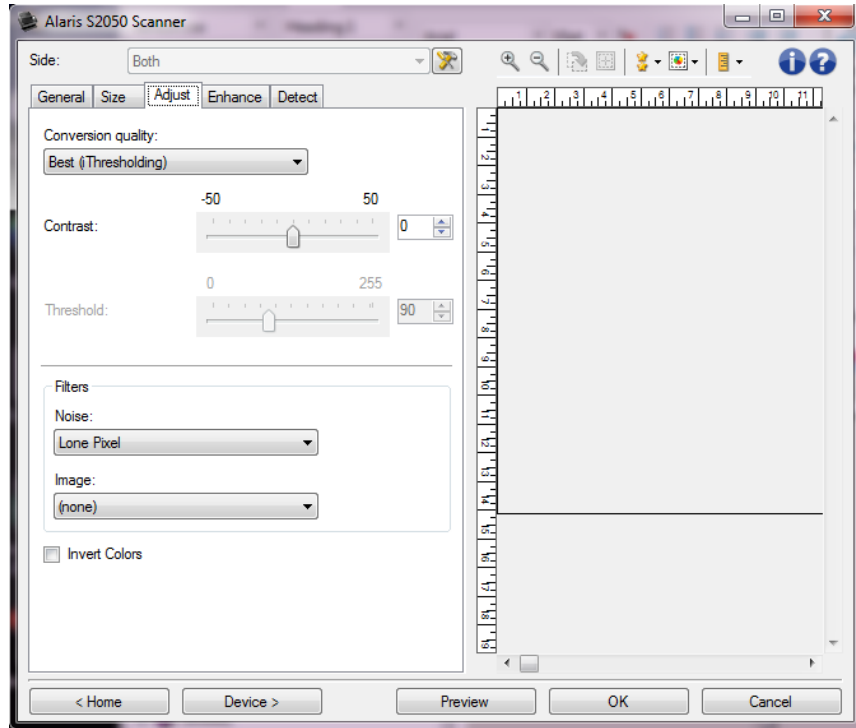 Alaris S2050 Scanner
Side: Both
General Size Adjust Enhance Detect
Conversion quality:
Best (iThresholding)
-50 50
Contrast: 0
0 255
Threshold: 90
Filters
Noise:
Lone Pixel
Image:
(none)
Invert Colors
1 2 3 4 5 6 7 8 9 10 11
1
2
3
4
5
6
7
8
9
10
11
12
13
14
15
16
17
18
19
< Home Device > Preview OK Cancel